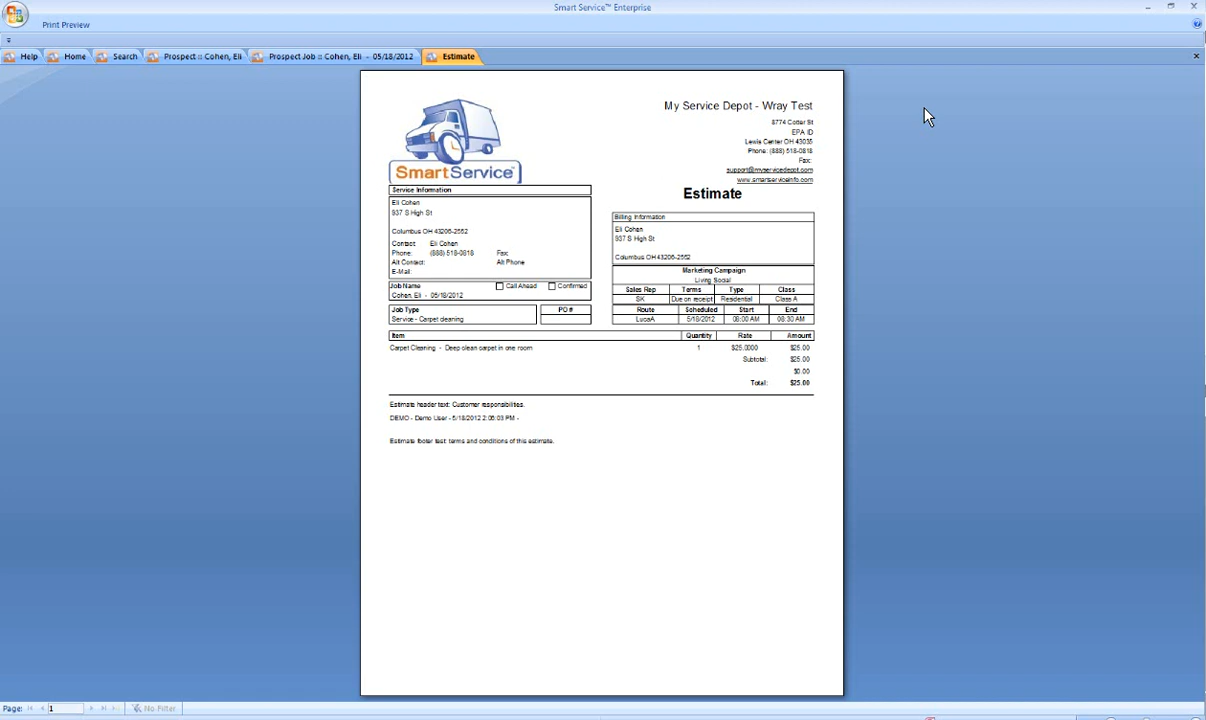 Smart Service™ Enterprise
Print Preview
Help Home Search Prospect :: Cohen, Eli Prospect Job :: Cohen, Eli - 05/18/2012 Estimate
SmartService™
My Service Depot - Wray Test
8774 Cotter St
EPA ID
Lewis Center OH 43035
Phone: (888) 518-0818
Fax:
support@myservicedepot.com
www.smartserviceinfo.com
Estimate
Service Information
Eli Cohen
937 S High St
Columbus OH 43206-2562
Contact: Eli Cohen
Phone: (888) 518-0818 Fax:
Alt Contact: Alt Phone
E-Mail:
Billing Information
Eli Cohen
937 S High St
Columbus OH 43206-2562
Marketing Campaign
Living Social
Sales Rep Terms Type Class
SK Due on receipt Residential Class A
Route Scheduled Start End
LucasA 5/18/2012 08:00 AM 08:30 AM
Job Name Call Ahead Confirmed
Cohen, Eli - 05/18/2012
Job Type PO #
Service - Carpet cleaning
Item Quantity Rate Amount
Carpet Cleaning - Deep clean carpet in one room 1 $25.0000 $25.00
Subtotal: $25.00
$0.00
Total: $25.00
Estimate header text: Customer responsibilites.
DEMO - Demo User - 5/18/2012 2:06:03 PM -
Estimate footer text: terms and conditions of this estimate.
Page: 1 No Filter